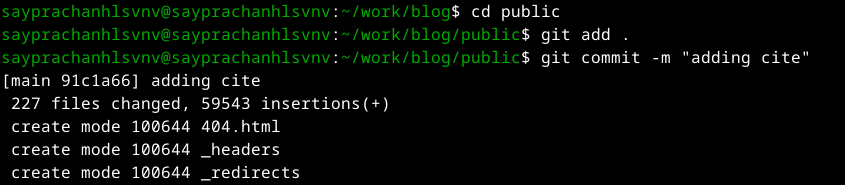 sayprachanhlsvnv@sayprachanhlsvnv:~/work/blog$ cd public
sayprachanhlsvnv@sayprachanhlsvnv:~/work/blog/public$ git add .
sayprachanhlsvnv@sayprachanhlsvnv:~/work/blog/public$ git commit -m "adding cite"
[main 91c1a66] adding cite
 227 files changed, 59543 insertions(+)
 create mode 100644 404.html
 create mode 100644 _headers
 create mode 100644 _redirects